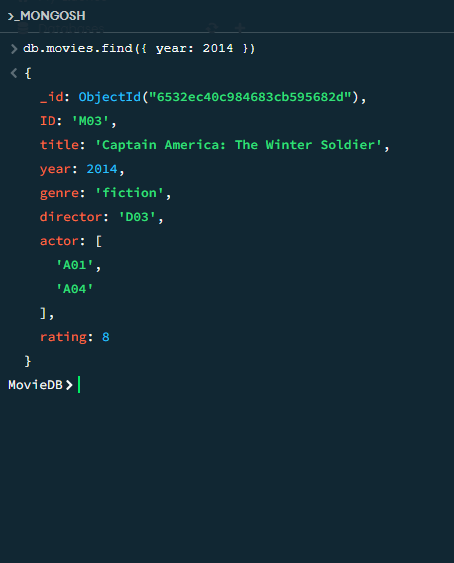 >_MONGOSH
> db.movies.find({ year: 2014 })
< {
_id: ObjectId("6532ec40c984683cb595682d"),
ID: 'M03',
title: 'Captain America: The Winter Soldier',
year: 2014,
genre: 'fiction',
director: 'D03',
actor: [
'A01',
'A04'
],
rating: 8
}
MovieDB>